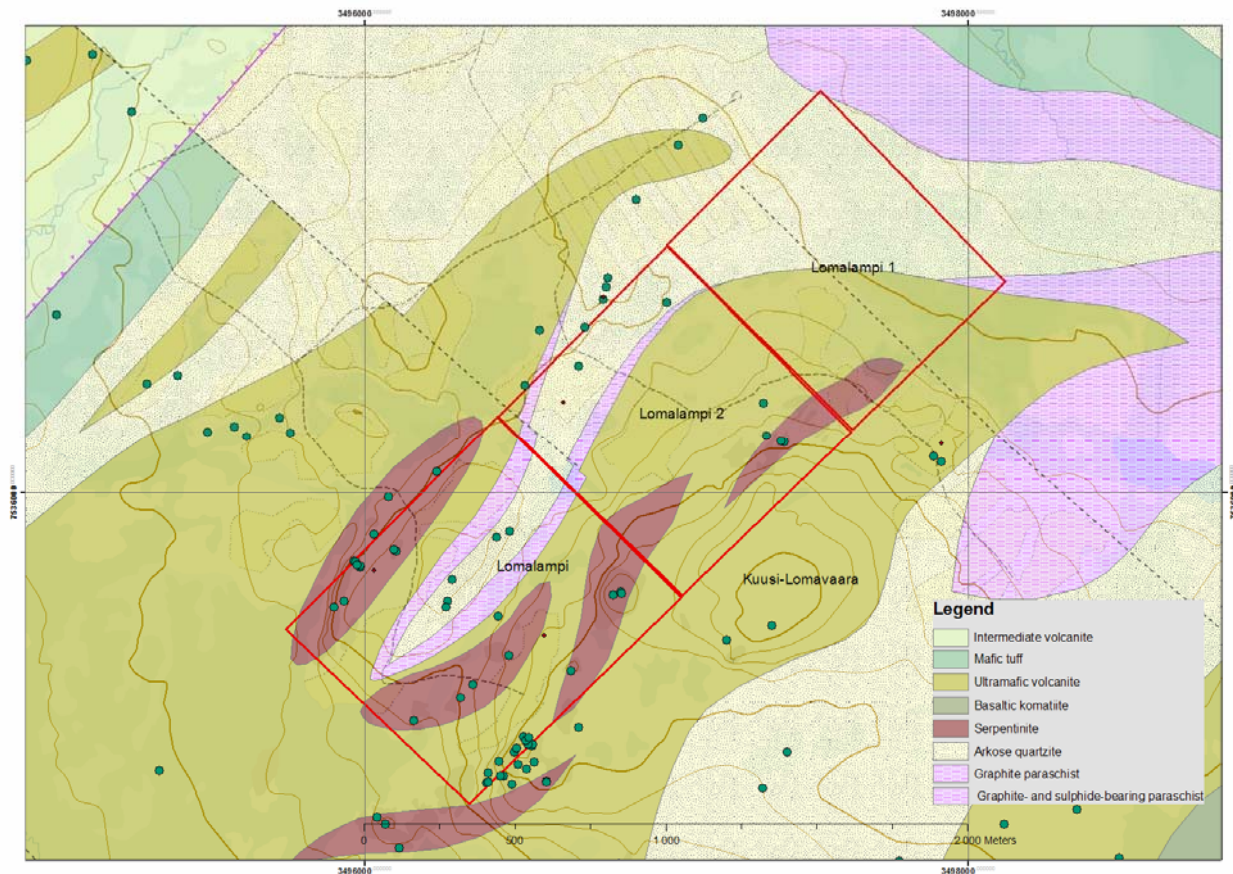 3496000
3498000
Lomalampi 1
Lomalampi 2
Lomalampi
Kuusi-Lomavaara
Legend
Intermediate volcanite
Mafic tuff
Ultramafic volcanite
Basaltic komatiite
Serpentinite
Arkose quartzite
Graphite paraschist
Graphite- and sulphide-bearing paraschist
0
500
1 000
2 000 Meters
3496000
3498000